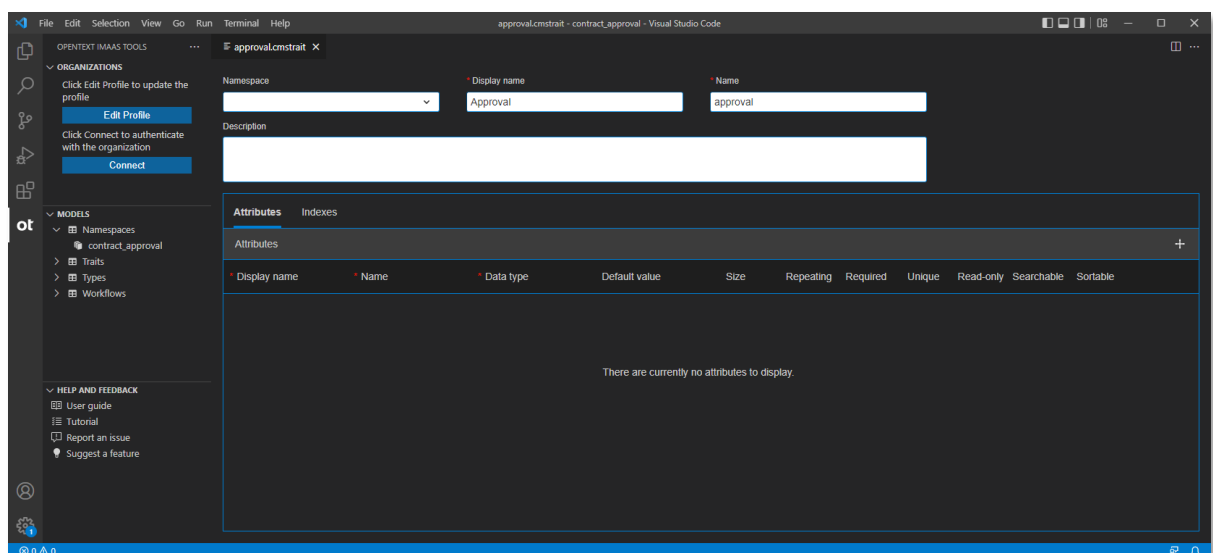 File Edit Selection View Go Run Terminal Help
approval.cmstrait - contract_approval - Visual Studio Code
OPENTEXT IMAAS TOOLS
approval.cmstrait
ORGANIZATIONS
Click Edit Profile to update the
profile
Edit Profile
Click Connect to authenticate
with the organization
Connect
MODELS
Namespaces
contract_approval
Traits
Types
Workflows
HELP AND FEEDBACK
User guide
Tutorial
Report an issue
Suggest a feature
ot
1
Namespace * Display name * Name
Approval approval
Description
Attributes Indexes
Attributes
* Display name * Name * Data type Default value Size Repeating Required Unique Read-only Searchable Sortable
There are currently no attributes to display.
0 0